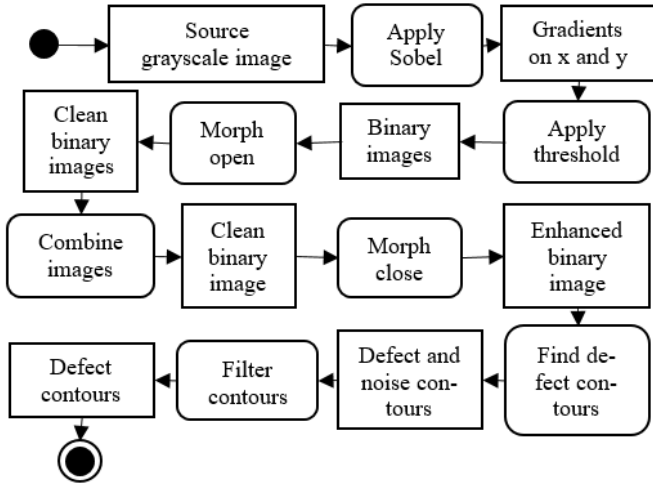 Source
grayscale image
Apply
Sobel
Gradients
on x and y
Apply
threshold
Binary
images
Morph
open
Clean
binary
images
Combine
images
Clean
binary
image
Morph
close
Enhanced
binary
image
Find de-
fect con-
tours
Defect and
noise con-
tours
Filter
contours
Defect
contours